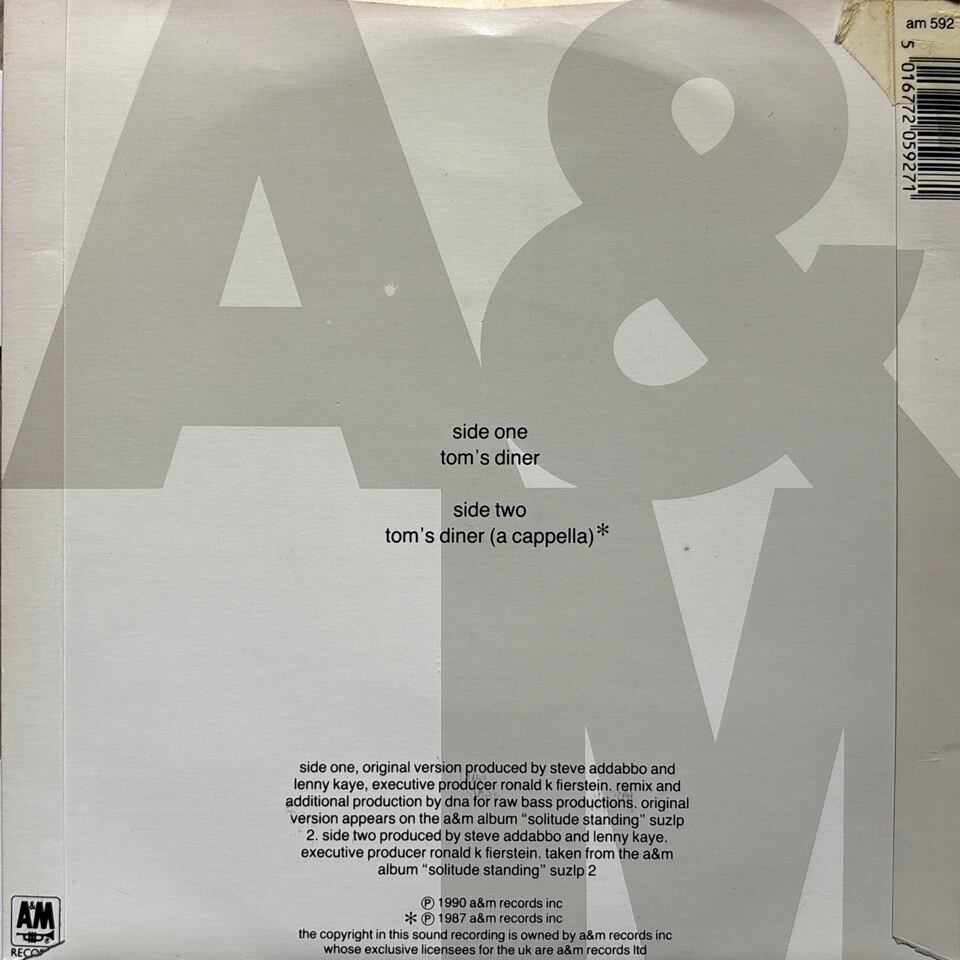 A&M
am 592
5 016772 059271
side one
tom's diner
side two
tom's diner (a cappella)*
side one, original version produced by steve addabbo and
lenny kaye, executive producer ronald k fierstein. remix and
additional production by dna for raw bass productions. original
version appears on the a&m album “solitude standing” suzlp
2. side two produced by steve addabbo and lenny kaye.
executive producer ronald k fierstein. taken from the a&m
album “solitude standing” suzlp 2
℗ 1990 a&m records inc
* ℗ 1987 a&m records inc
the copyright in this sound recording is owned by a&m records inc
whose exclusive licensees for the uk are a&m records ltd
A&M
®